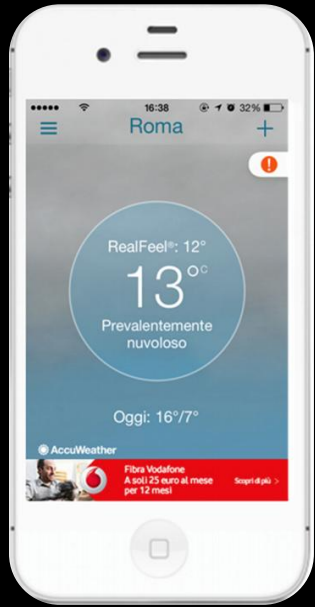 16:38 32%
Roma
RealFeel®: 12°
13°C
Prevalentemente
nuvoloso
Oggi: 16°/7°
AccuWeather
Fibra Vodafone
A soli 25 euro al mese
per 12 mesi
Scopri di più >